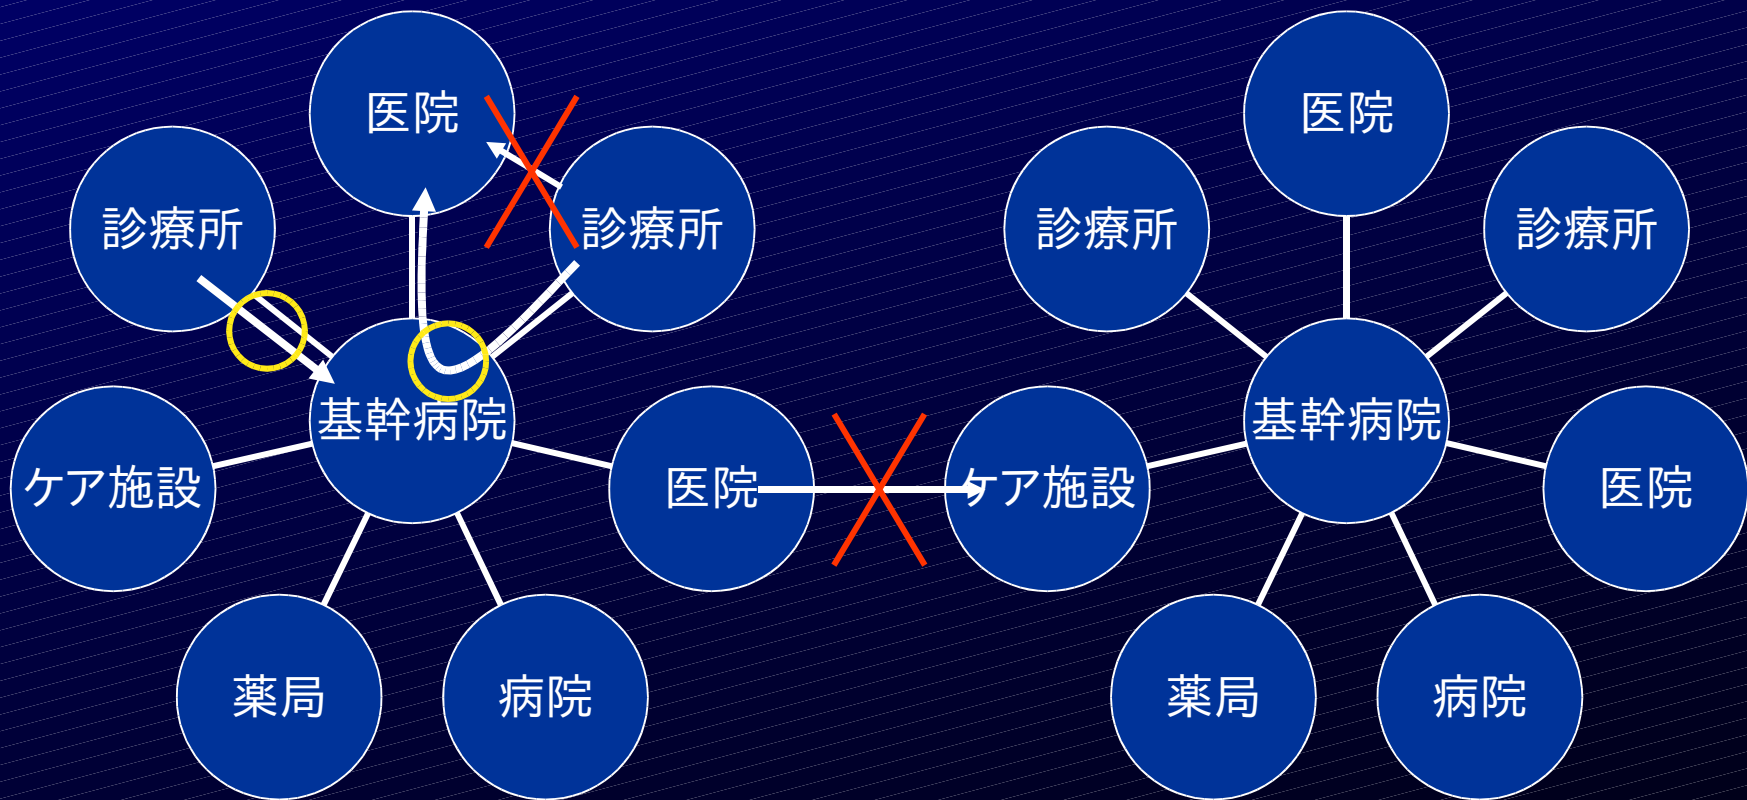 医院
診療所
診療所
基幹病院
ケア施設
医院
薬局
病院
医院
診療所
診療所
基幹病院
ケア施設
医院
薬局
病院